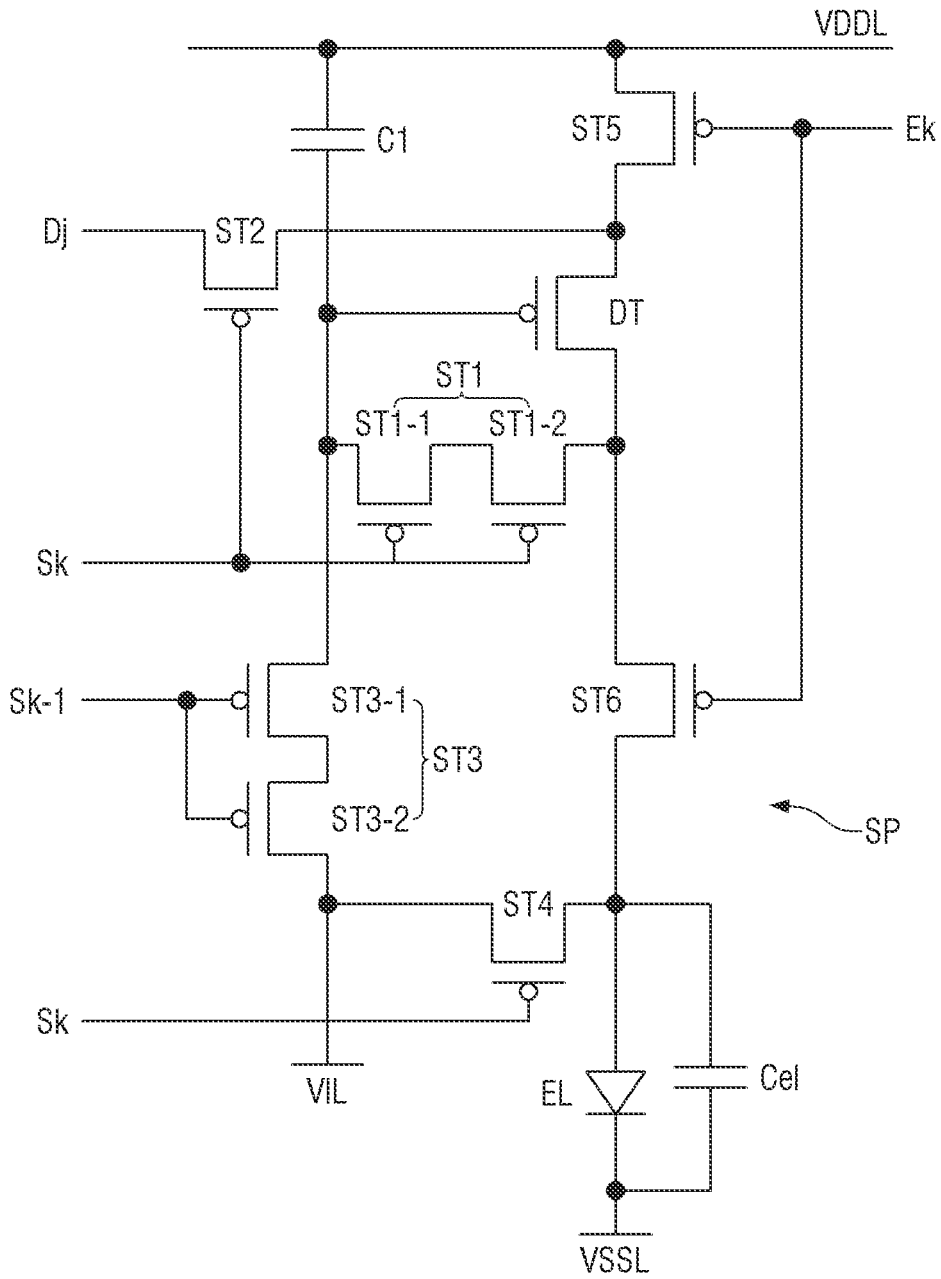 VDDL
ST5
Ek
C1
Dj
ST2
DT
ST1
ST1-1
ST1-2
Sk
Sk-1
ST3-1
ST6
ST3
ST3-2
SP
ST4
Sk
VIL
EL
Cel
VSSL